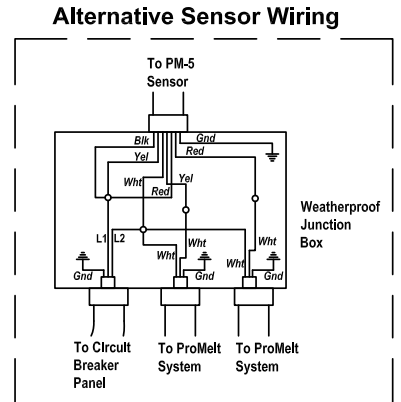 Alternative Sensor Wiring
To PM-5
Sensor
Blk
Gnd
Yel
Red
Wht
Yel
Red
Weatherproof
Junction
Box
L1
L2
Wht
Wht
Wht
Wht
Gnd
Gnd
Gnd
To CIrcuit
Breaker
Panel
To ProMelt
System
To ProMelt
System